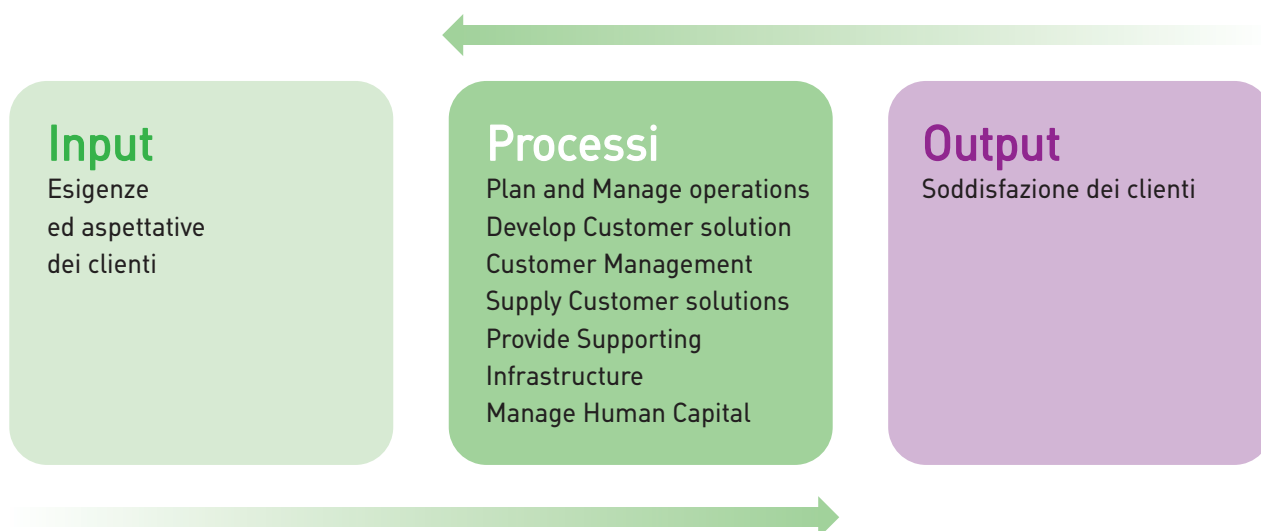 Input
Esigenze
ed aspettative
dei clienti
Processi
Plan and Manage operations
Develop Customer solution
Customer Management
Supply Customer solutions
Provide Supporting
Infrastructure
Manage Human Capital
Output
Soddisfazione dei clienti